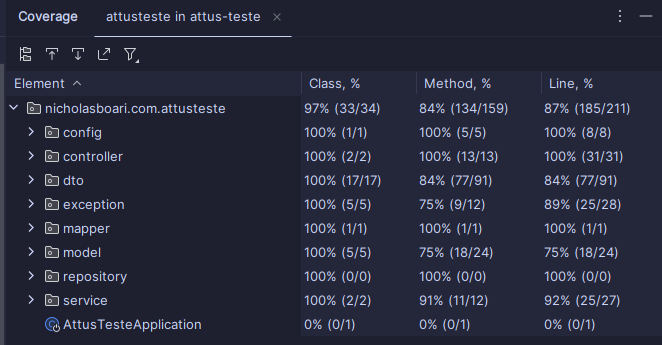 Coverage attusteste in attus-teste
Element Class, % Method, % Line, %
nicholasboari.com.attusteste 97% (33/34) 84% (134/159) 87% (185/211)
config 100% (1/1) 100% (5/5) 100% (8/8)
controller 100% (2/2) 100% (13/13) 100% (31/31)
dto 100% (17/17) 84% (77/91) 84% (77/91)
exception 100% (5/5) 75% (9/12) 89% (25/28)
mapper 100% (1/1) 100% (1/1) 100% (1/1)
model 100% (5/5) 75% (18/24) 75% (18/24)
repository 100% (0/0) 100% (0/0) 100% (0/0)
service 100% (2/2) 91% (11/12) 92% (25/27)
AttusTesteApplication 0% (0/1) 0% (0/1) 0% (0/1)